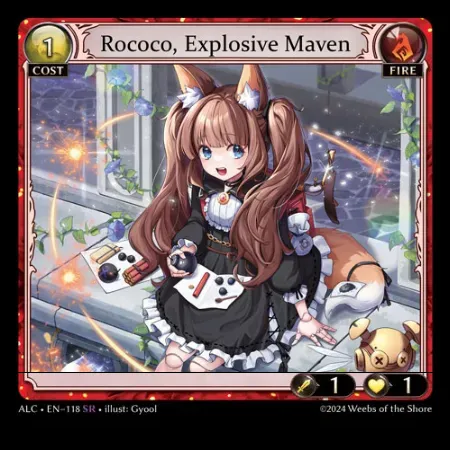 1 Rococo, Explosive Maven
COST FIRE
1 1
ALC • EN–118 SR • illust: Gyool ©2024 Weebs of the Shore